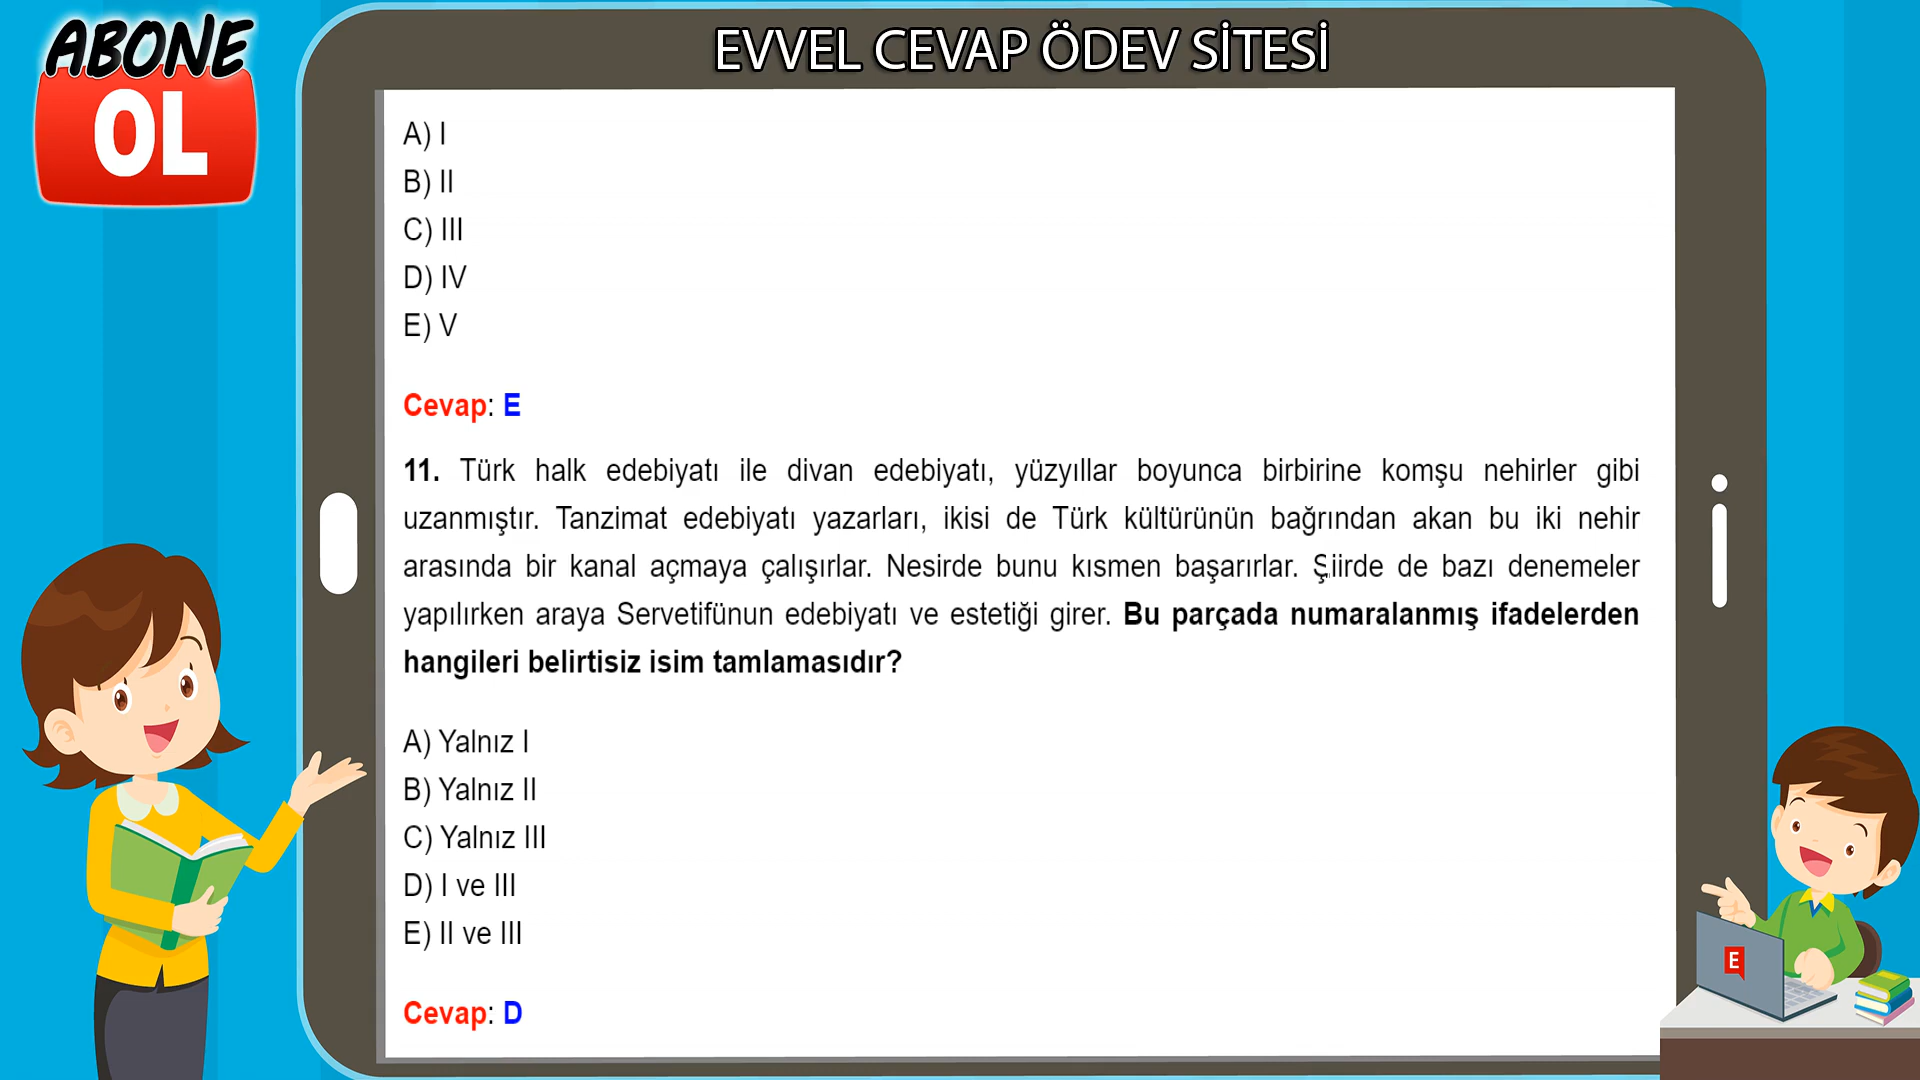 ABONE
OL
EVVEL CEVAP ÖDEV SİTESİ
A) I
B) II
C) III
D) IV
E) V
Cevap: E
11. Türk halk edebiyatı ile divan edebiyatı, yüzyıllar boyunca birbirine komşu nehirler gibi
uzanmıştır. Tanzimat edebiyatı yazarları, ikisi de Türk kültürünün bağrından akan bu iki nehir
arasında bir kanal açmaya çalışırlar. Nesirde bunu kısmen başarırlar. Şiirde de bazı denemeler
yapılırken araya Servetifünun edebiyatı ve estetiği girer. Bu parçada numaralanmış ifadelerden
hangileri belirtisiz isim tamlamasıdır?
A) Yalnız I
B) Yalnız II
C) Yalnız III
D) I ve III
E) II ve III
Cevap: D
E